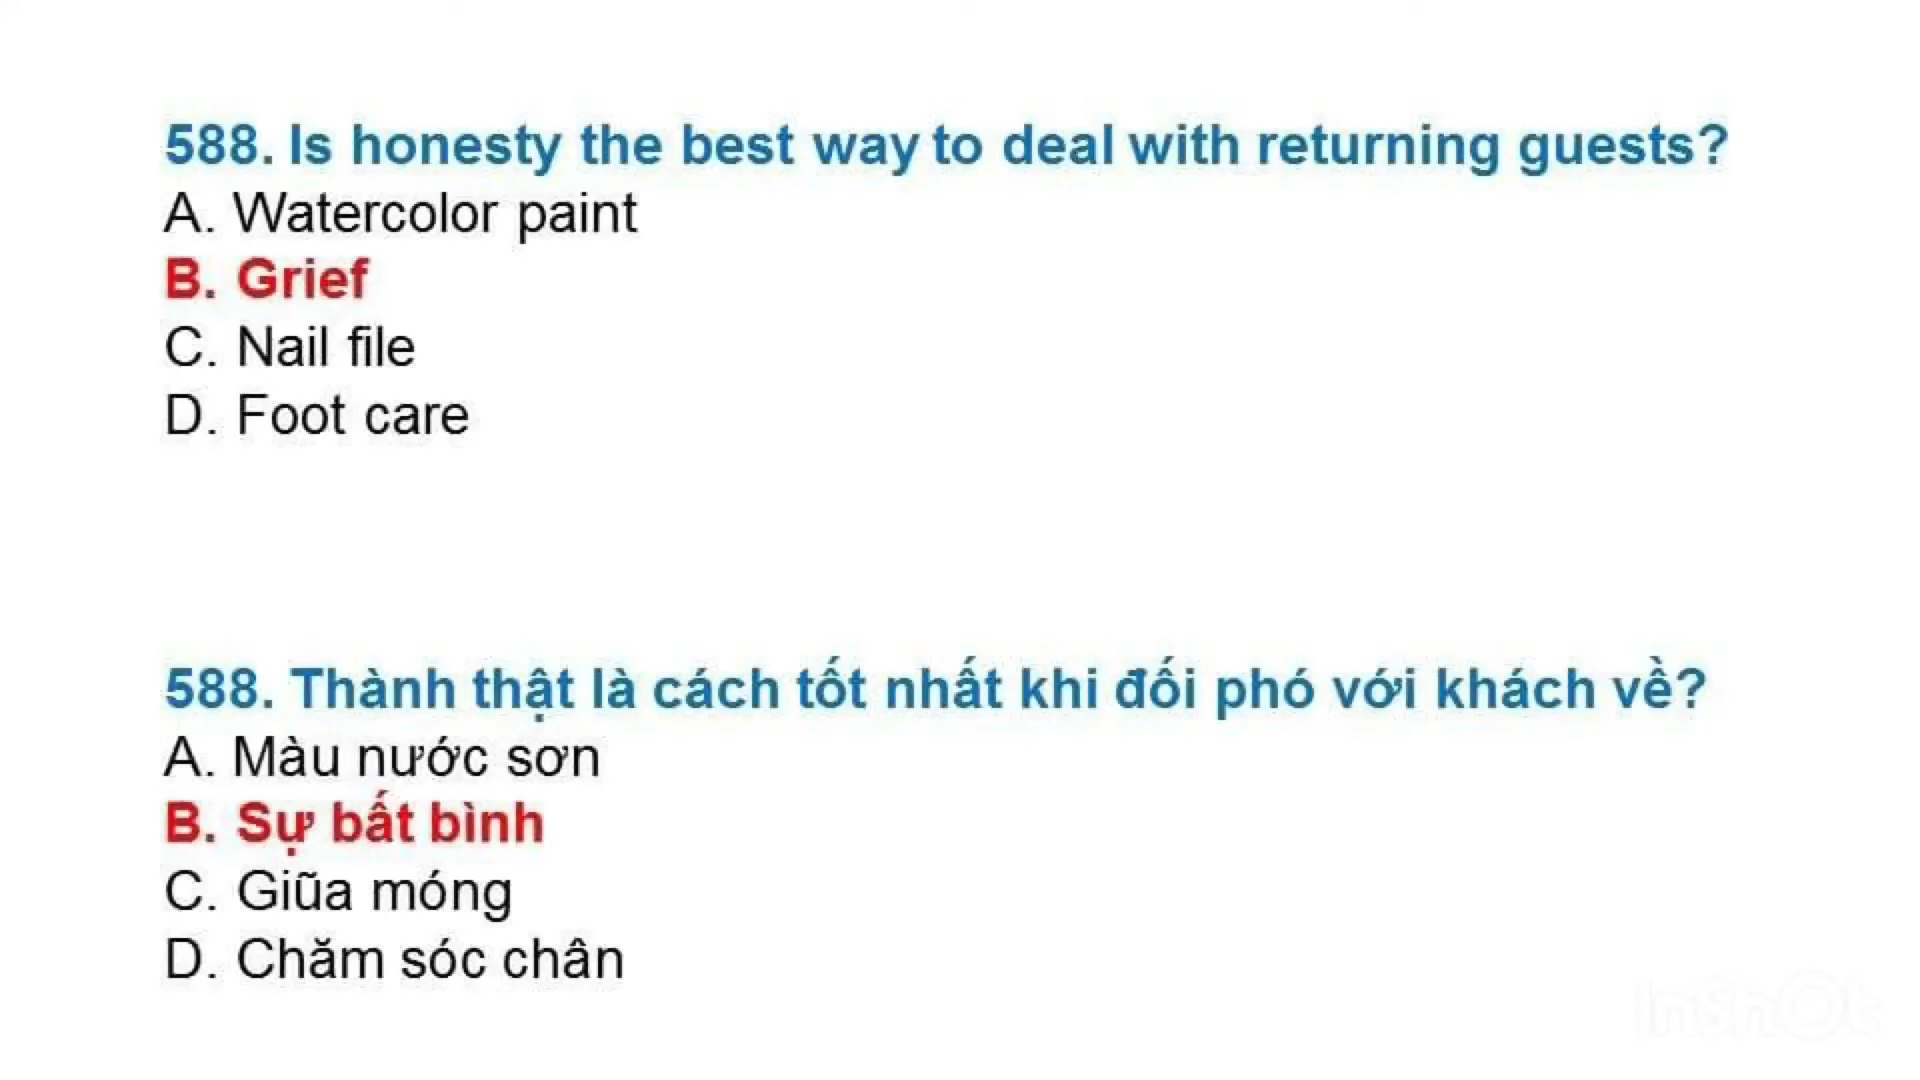 588. Is honesty the best way to deal with returning guests?
A. Watercolor paint
B. Grief
C. Nail file
D. Foot care
588. Thành thật là cách tốt nhất khi đối phó với khách về?
A. Màu nước sơn
B. Sự bất bình
C. Giũa móng
D. Chăm sóc chân
InShOt